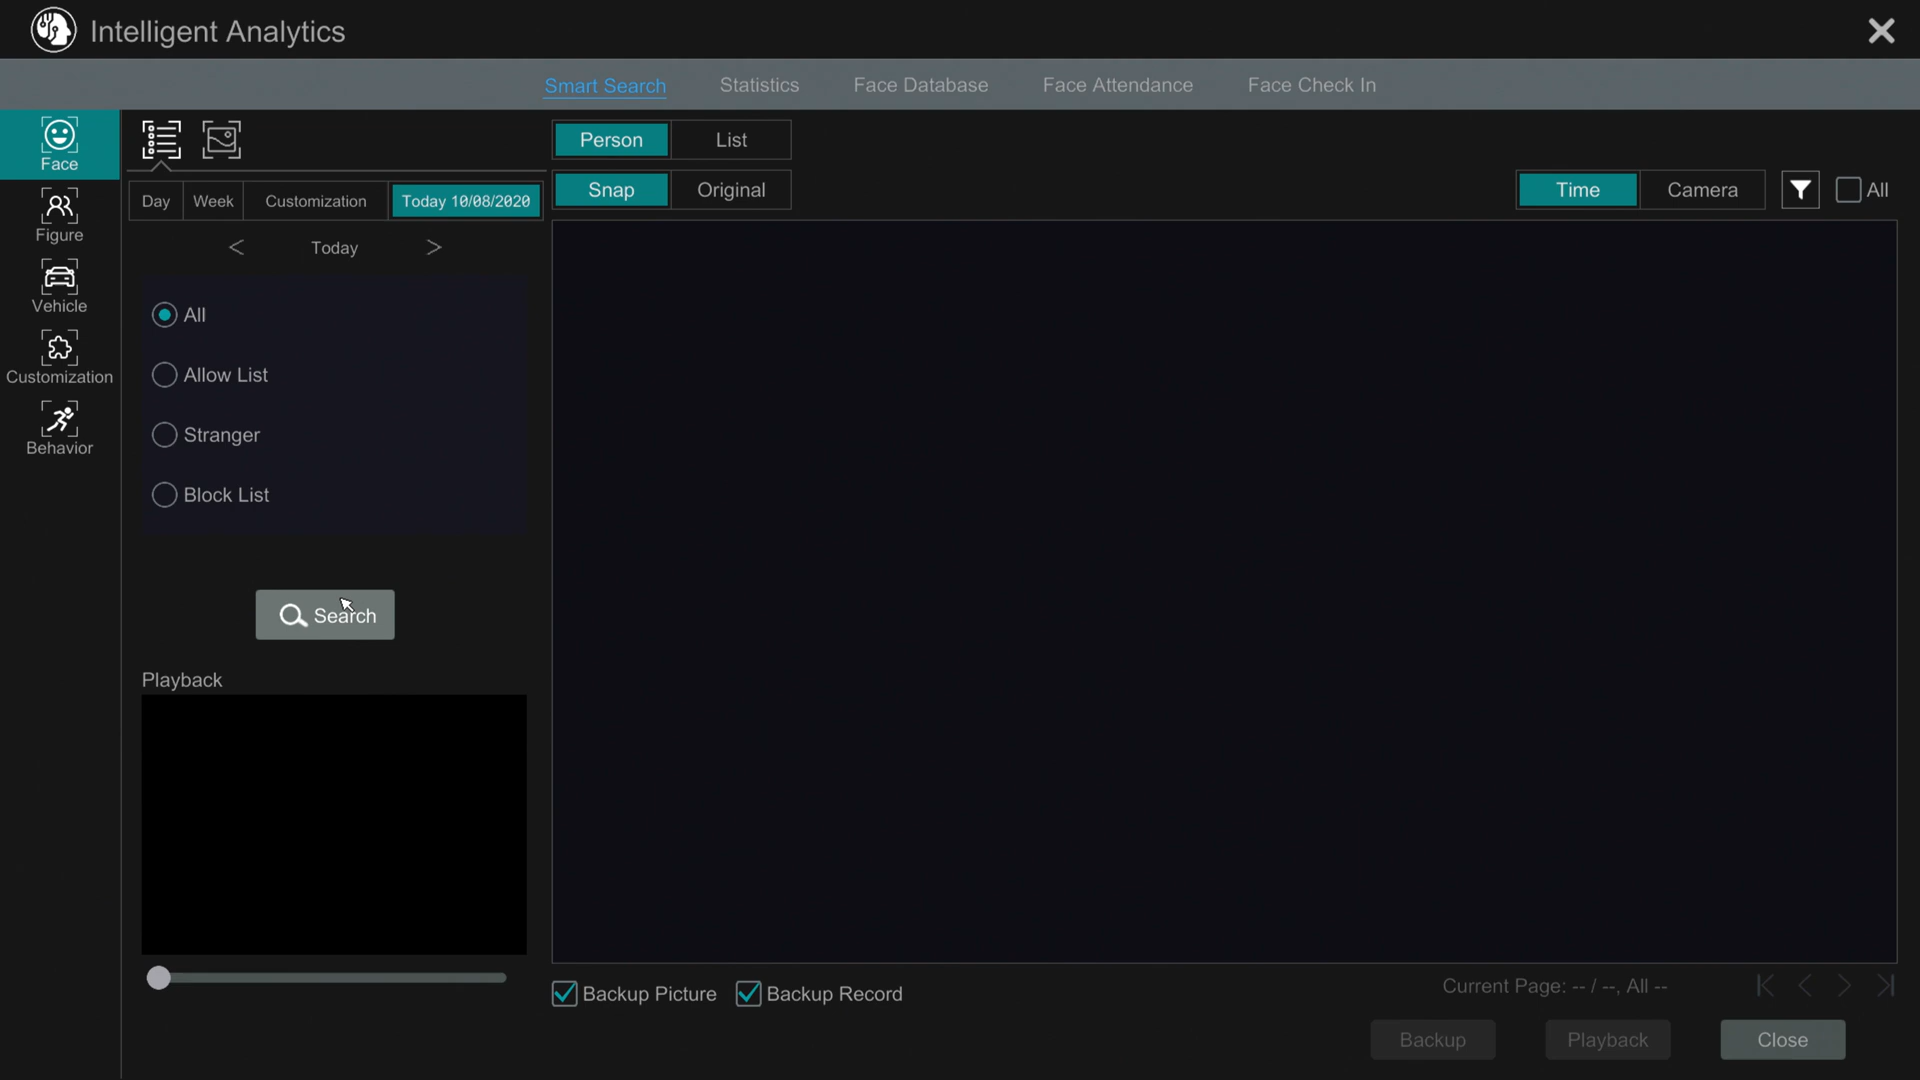 Intelligent Analytics
Smart Search Statistics Face Database Face Attendance Face Check In
Face
Figure
Vehicle
Customization
Behavior
Day Week Customization Today 10/08/2020
< Today >
All
Allow List
Stranger
Block List
Search
Playback
Person List
Snap Original
Time Camera All
Backup Picture Backup Record
Current Page: -- / --, All --
Backup Playback Close